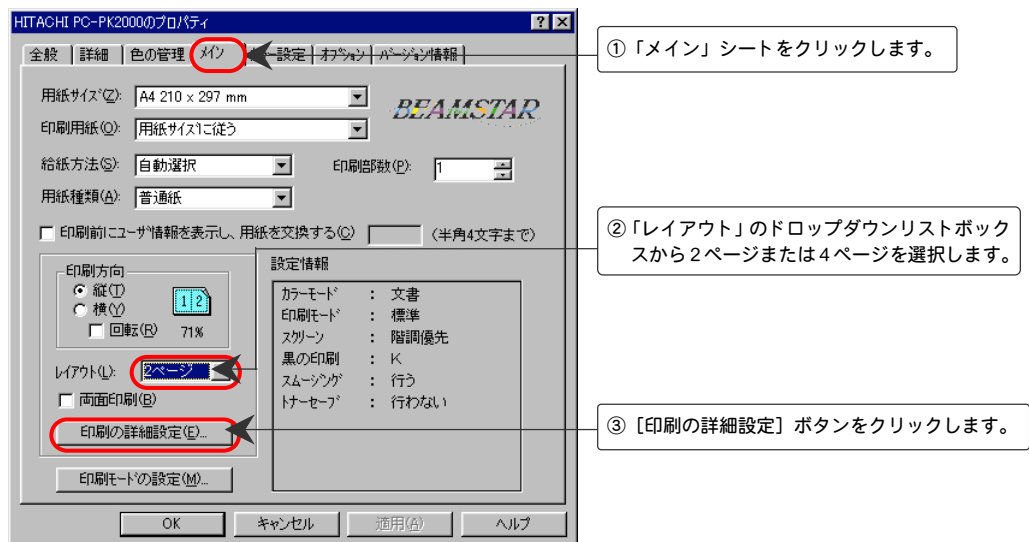 HITACHI PC-PK2000のプロパティ
全般 詳細 色の管理 メイン ー設定 オプション バージョン情報
①「メイン」シートをクリックします。
用紙サイズ(Z): A4 210 x 297 mm
BEAMSTAR
印刷用紙(O): 用紙サイズに従う
給紙方法(S): 自動選択 印刷部数(P): 1
用紙種類(A): 普通紙
印刷前にユーザ情報を表示し、用紙を交換する(C) (半角4文字まで)
②「レイアウト」のドロップダウンリストボック
スから2ページまたは4ページを選択します。
印刷方向
縦(T)
横(Y)
回転(R) 71%
1 2
レイアウト(L): 2ページ
両面印刷(B)
印刷の詳細設定(E)...
印刷モードの設定(M)...
設定情報
カラーモード : 文書
印刷モード : 標準
スクリーン : 階調優先
黒の印刷 : K
スムージング : 行う
トナーセーブ : 行わない
③［印刷の詳細設定］ボタンをクリックします。
OK キャンセル 適用(A) ヘルプ